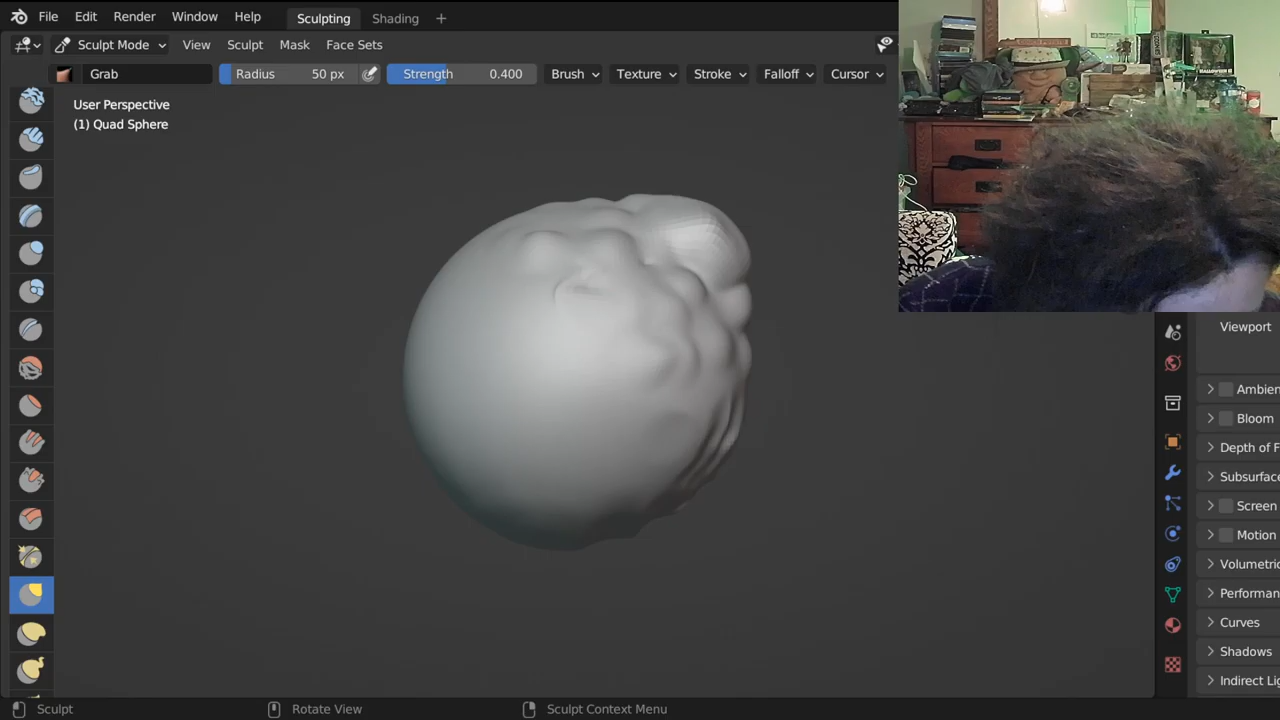 File Edit Render Window Help Sculpting Shading +
Sculpt Mode View Sculpt Mask Face Sets
Grab Radius 50 px Strength 0.400 Brush Texture Stroke Falloff Cursor
User Perspective
(1) Quad Sphere
HALLOWEEN
Viewport
Ambien
Bloom
Depth of F
Subsurface
Screen
Motion
Volumetric
Performan
Curves
Shadows
Indirect Lig
Sculpt Rotate View Sculpt Context Menu